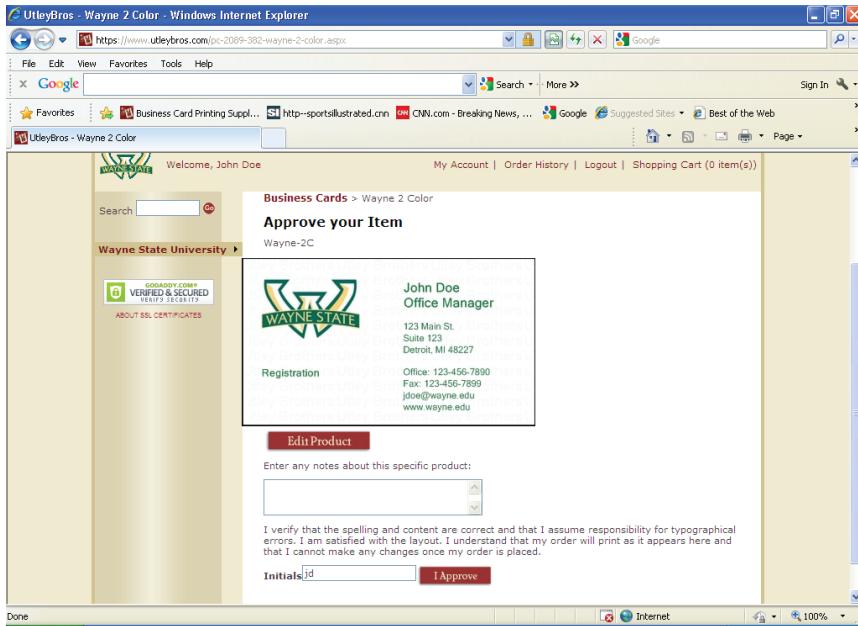 UtleyBros - Wayne 2 Color - Windows Internet Explorer
https://www.utleybros.com/pc-2089-382-wayne-2-color.aspx
Google
File Edit View Favorites Tools Help
x Google Search More >> Sign In
Favorites Business Card Printing Suppl... http--sportsillustrated.cnn CNN.com - Breaking News, ... Google Suggested Sites Best of the Web
UtleyBros - Wayne 2 Color Page
WAYNE STATE Welcome, John Doe My Account | Order History | Logout | Shopping Cart (0 item(s))
Search Go
Business Cards > Wayne 2 Color
Approve your Item
Wayne State University
Wayne-2C
GODADDY.COM®
VERIFIED & SECURED
VERIFY SECURITY
ABOUT SSL CERTIFICATES
WAYNE STATE
Registration
John Doe
Office Manager
123 Main St.
Suite 123
Detroit, MI 48227
Office: 123-456-7890
Fax: 123-456-7899
jdoe@wayne.edu
www.wayne.edu
Edit Product
Enter any notes about this specific product:
I verify that the spelling and content are correct and that I assume responsibility for typographical
errors. I am satisfied with the layout. I understand that my order will print as it appears here and
that I cannot make any changes once my order is placed.
Initials jd I Approve
Done Internet 100%